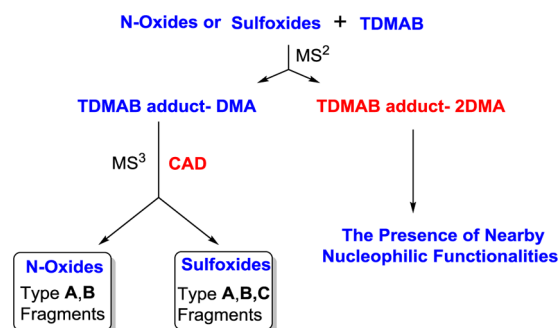 N-Oxides or Sulfoxides + TDMAB
MS2
TDMAB adduct- DMA
TDMAB adduct- 2DMA
MS3 CAD
The Presence of Nearby
Nucleophilic Functionalities
N-Oxides
Type A,B
Fragments
Sulfoxides
Type A,B,C
Fragments